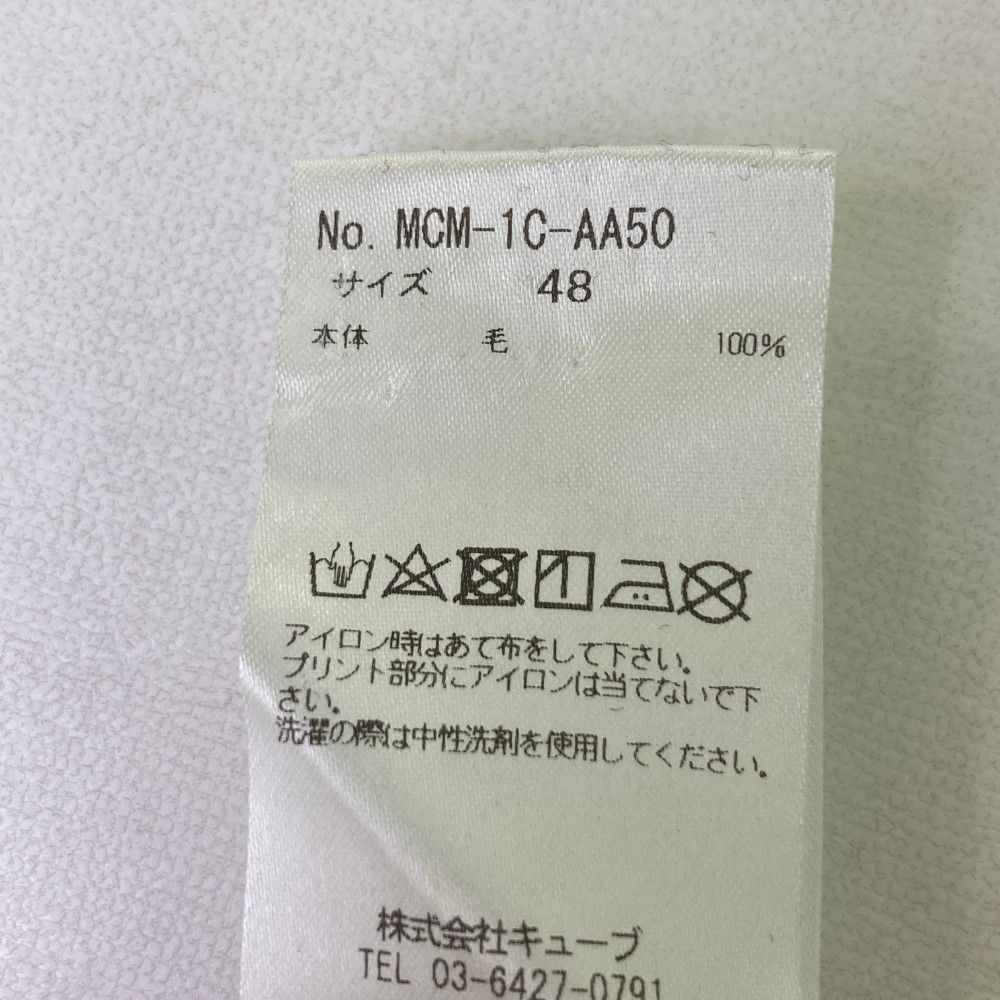 No. MCM-1C-AA50
サイズ 48
本体 毛 100%
アイロン時はあて布をして下さい。
プリント部分にアイロンは当てないで下
さい。
洗濯の際は中性洗剤を使用してください。
株式会社キューブ
TEL 03-6427-0791